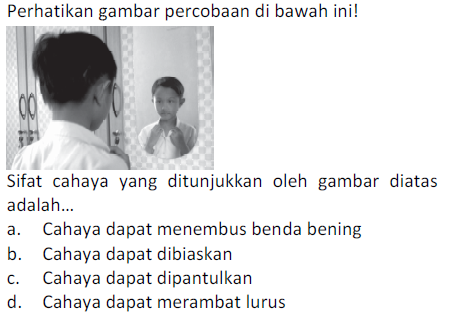 Perhatikan gambar percobaan di bawah ini!
Sifat cahaya yang ditunjukkan oleh gambar diatas
adalah...
a. Cahaya dapat menembus benda bening
b. Cahaya dapat dibiaskan
c. Cahaya dapat dipantulkan
d. Cahaya dapat merambat lurus